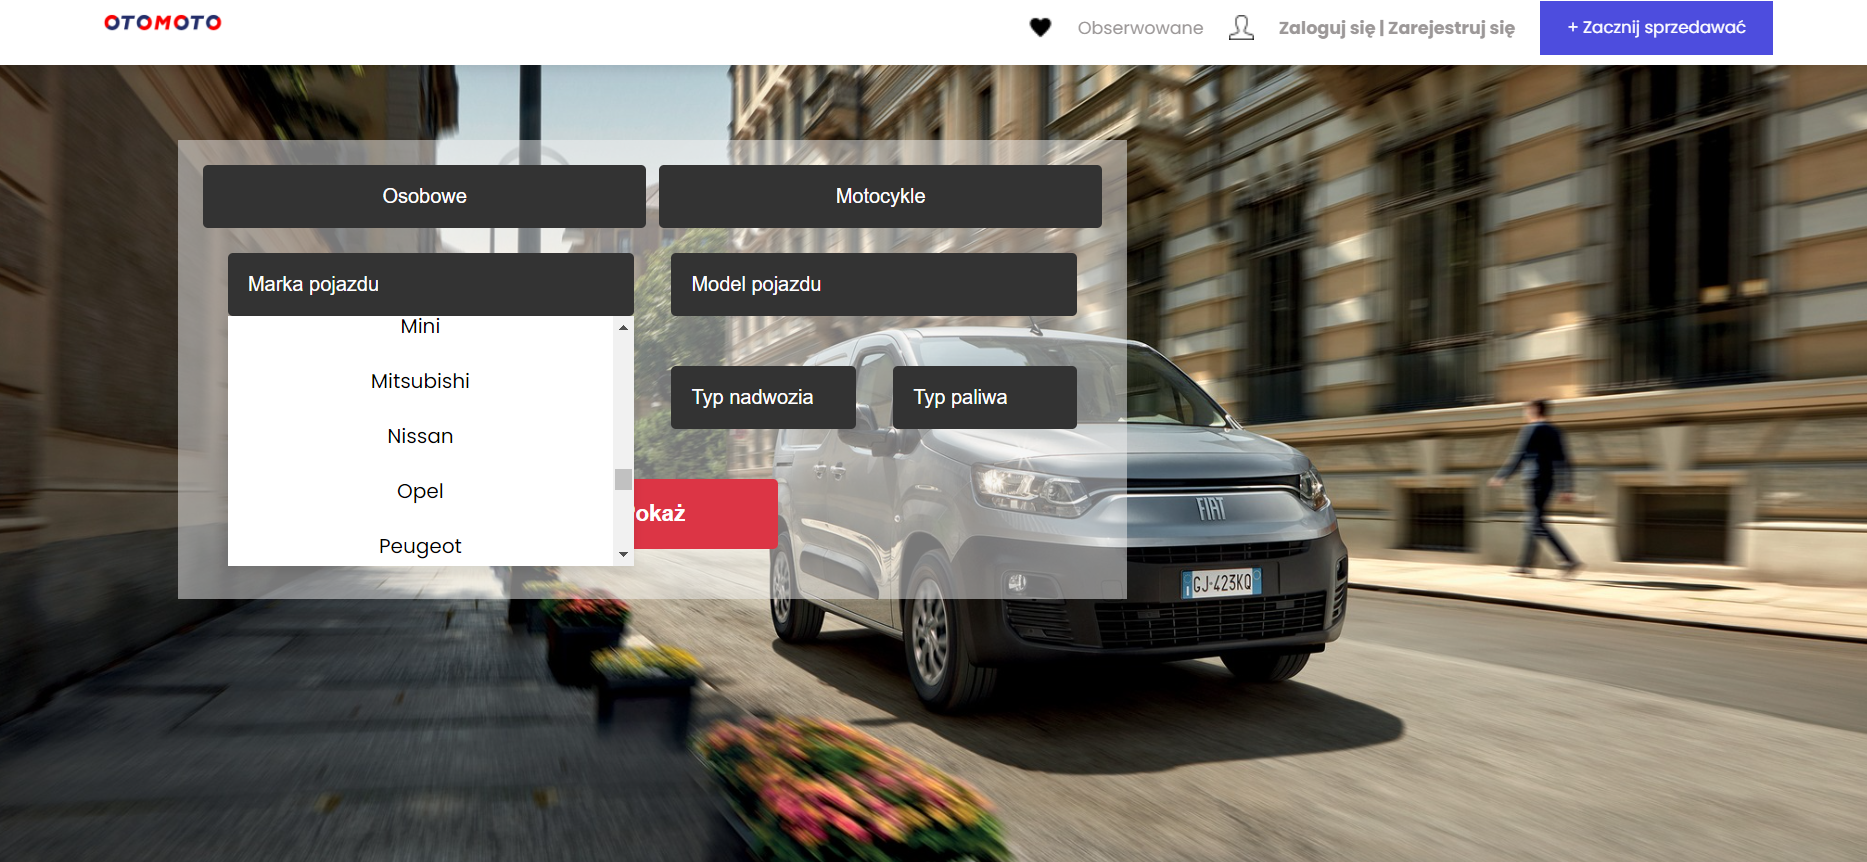 OTOMOTO
Obserwowane
Zaloguj się | Zarejestruj się
+ Zacznij sprzedawać
Osobowe
Motocykle
Marka pojazdu
Model pojazdu
Mini
Mitsubishi
Nissan
Opel
Peugeot
Typ nadwozia
Typ paliwa
okaż
FIAT
GJ-423KQ